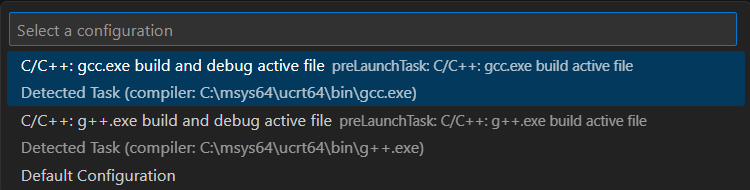 Select a configuration
C/C++: gcc.exe build and debug active file preLaunchTask: C/C++: gcc.exe build active file
Detected Task (compiler: C:\msys64\ucrt64\bin\gcc.exe)
C/C++: g++.exe build and debug active file preLaunchTask: C/C++: g++.exe build active file
Detected Task (compiler: C:\msys64\ucrt64\bin\g++.exe)
Default Configuration